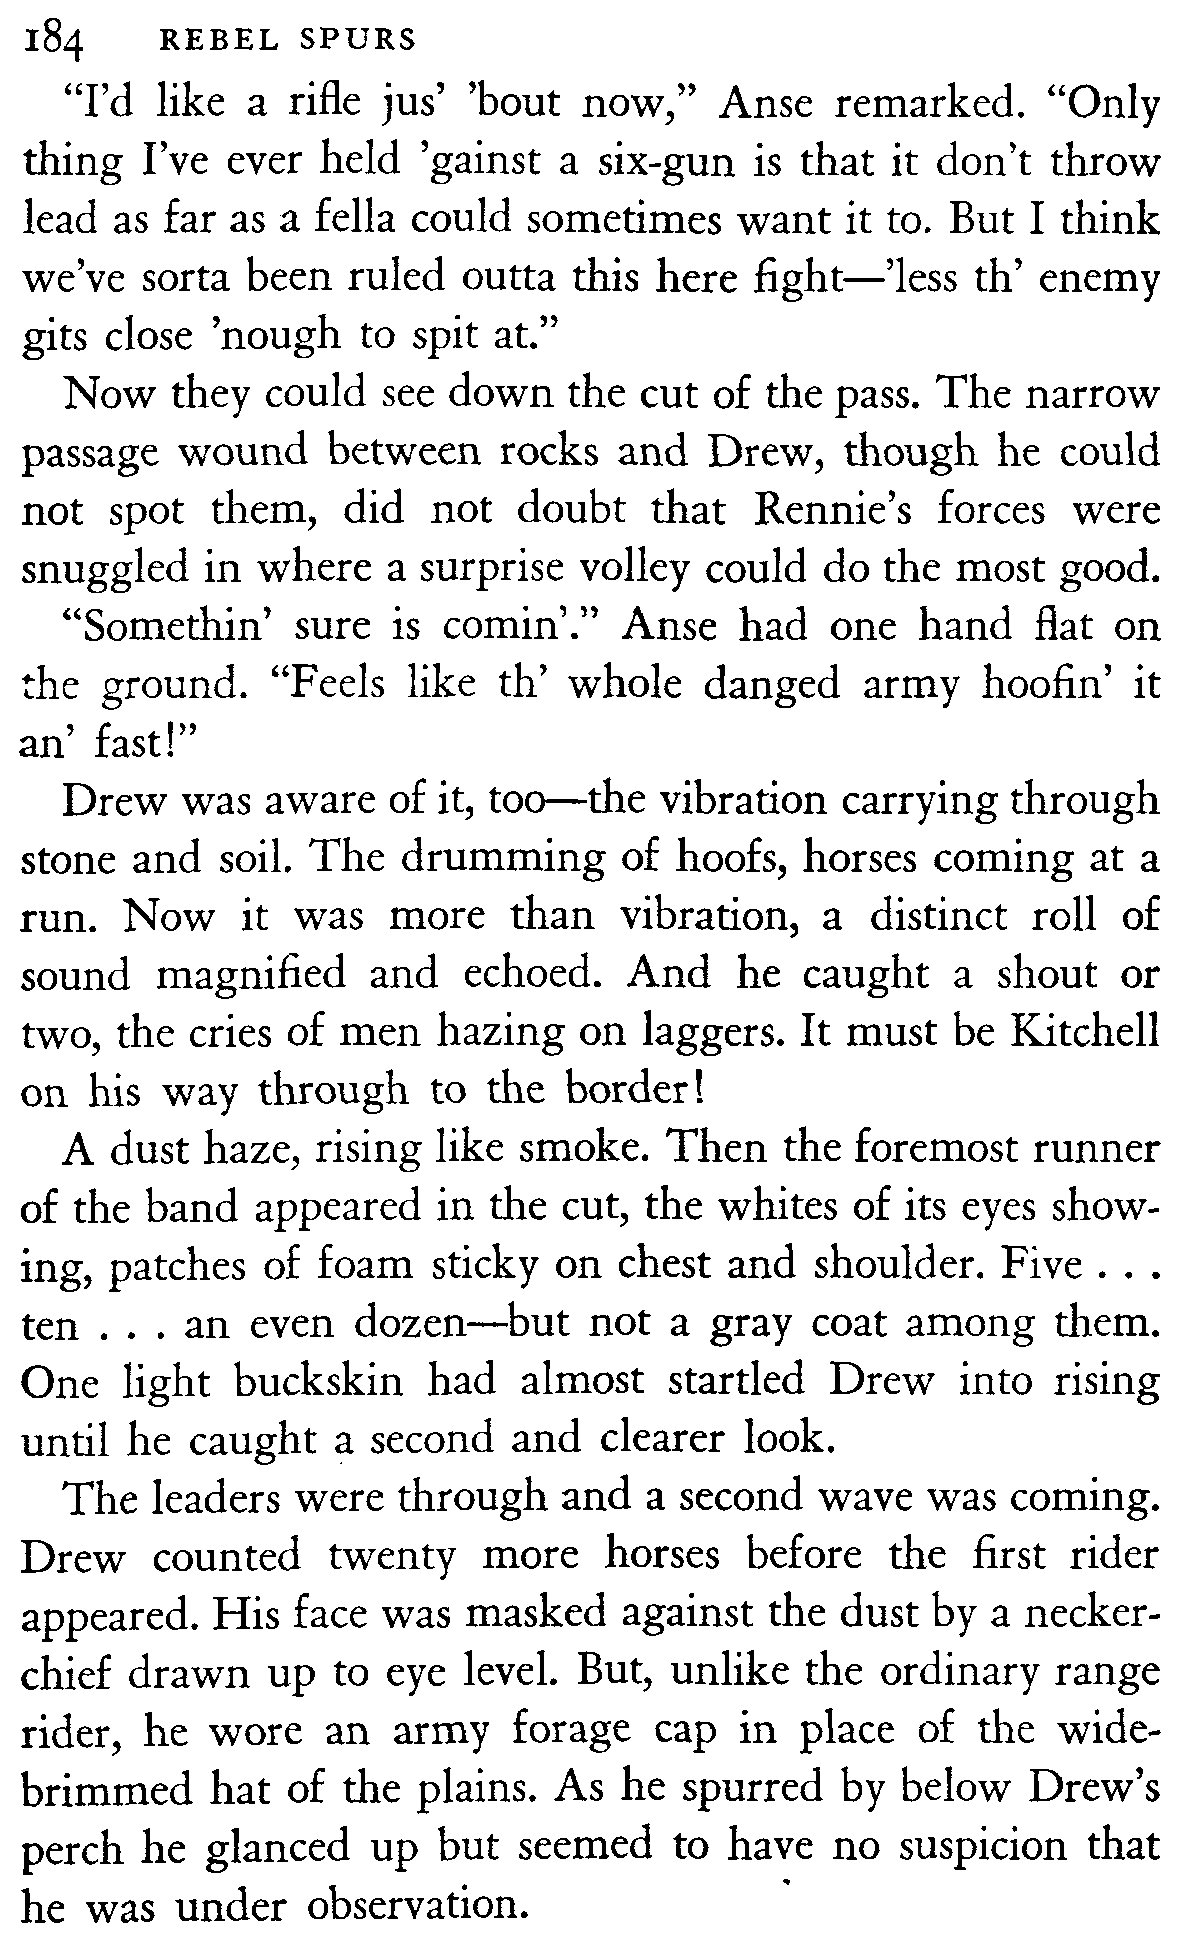 184 REBEL SPURS
“I’d like a rifle jus’ ’bout now,” Anse remarked. “Only
thing I’ve ever held ’gainst a six-gun is that it don’t throw
lead as far as a fella could sometimes want it to. But I think
we’ve sorta been ruled outta this here fight—’less th’ enemy
gits close ’nough to spit at.”
Now they could see down the cut of the pass. The narrow
passage wound between rocks and Drew, though he could
not spot them, did not doubt that Rennie’s forces were
snuggled in where a surprise volley could do the most good.
“Somethin’ sure is comin’.” Anse had one hand flat on
the ground. “Feels like th’ whole danged army hoofin’ it
an’ fast!”
Drew was aware of it, too—the vibration carrying through
stone and soil. The drumming of hoofs, horses coming at a
run. Now it was more than vibration, a distinct roll of
sound magnified and echoed. And he caught a shout or
two, the cries of men hazing on laggers. It must be Kitchell
on his way through to the border!
A dust haze, rising like smoke. Then the foremost runner
of the band appeared in the cut, the whites of its eyes show-
ing, patches of foam sticky on chest and shoulder. Five . . .
ten . . . an even dozen—but not a gray coat among them.
One light buckskin had almost startled Drew into rising
until he caught a second and clearer look.
The leaders were through and a second wave was coming.
Drew counted twenty more horses before the first rider
appeared. His face was masked against the dust by a necker-
chief drawn up to eye level. But, unlike the ordinary range
rider, he wore an army forage cap in place of the wide-
brimmed hat of the plains. As he spurred by below Drew’s
perch he glanced up but seemed to have no suspicion that
he was under observation.